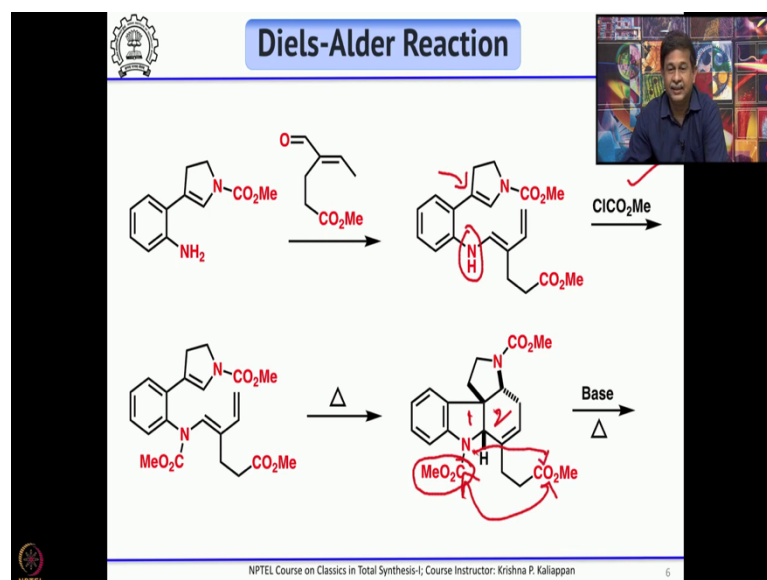 Diels-Alder Reaction
O
N
CO₂Me
NH₂
CO₂Me
N
CO₂Me
N
H
CO₂Me
ClCO₂Me
N
CO₂Me
N
MeO₂C
CO₂Me
Δ
N
CO₂Me
1
2
N
H
MeO₂C
CO₂Me
Base
Δ
NPTEL
NPTEL Course on Classics in Total Synthesis-I; Course Instructor: Krishna P. Kaliappan
6